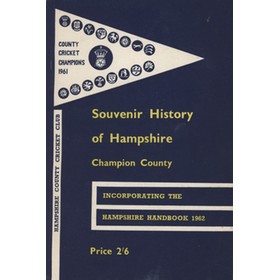 COUNTY
CRICKET
CHAMPIONS
1961
HAMPSHIRE COUNTY CRICKET CLUB
Souvenir History
of Hampshire
Champion County
INCORPORATING THE
HAMPSHIRE HANDBOOK 1962
Price 2/6